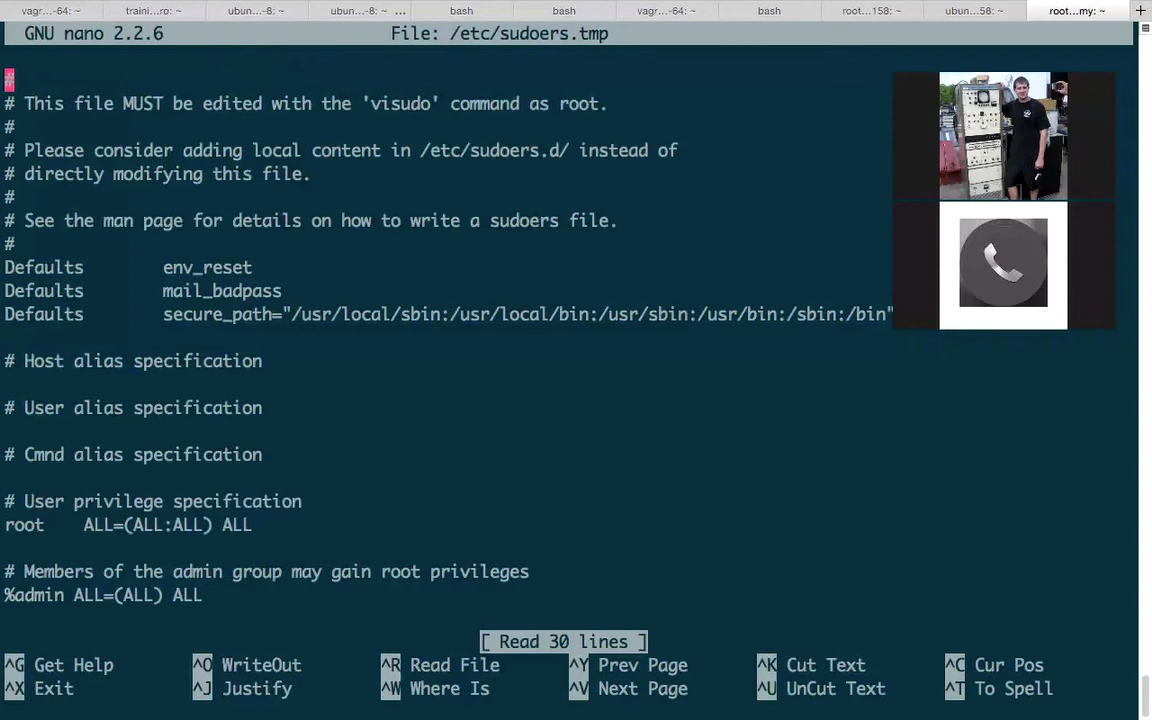 vagr...-64: ~ traini...ro: ~ ubun...-8: ~ ubun...-8: ~ ... bash bash vagr...-64: ~ bash root...158: ~ ubun...58: ~ root...my: ~ +
GNU nano 2.2.6 File: /etc/sudoers.tmp
#
# This file MUST be edited with the 'visudo' command as root.
#
# Please consider adding local content in /etc/sudoers.d/ instead of
# directly modifying this file.
#
# See the man page for details on how to write a sudoers file.
#
Defaults env_reset
Defaults mail_badpass
Defaults secure_path="/usr/local/sbin:/usr/local/bin:/usr/sbin:/usr/bin:/sbin:/bin"
# Host alias specification
# User alias specification
# Cmnd alias specification
# User privilege specification
root ALL=(ALL:ALL) ALL
# Members of the admin group may gain root privileges
%admin ALL=(ALL) ALL
[ Read 30 lines ]
^G Get Help ^O WriteOut ^R Read File ^Y Prev Page ^K Cut Text ^C Cur Pos
^X Exit ^J Justify ^W Where Is ^V Next Page ^U UnCut Text ^T To Spell